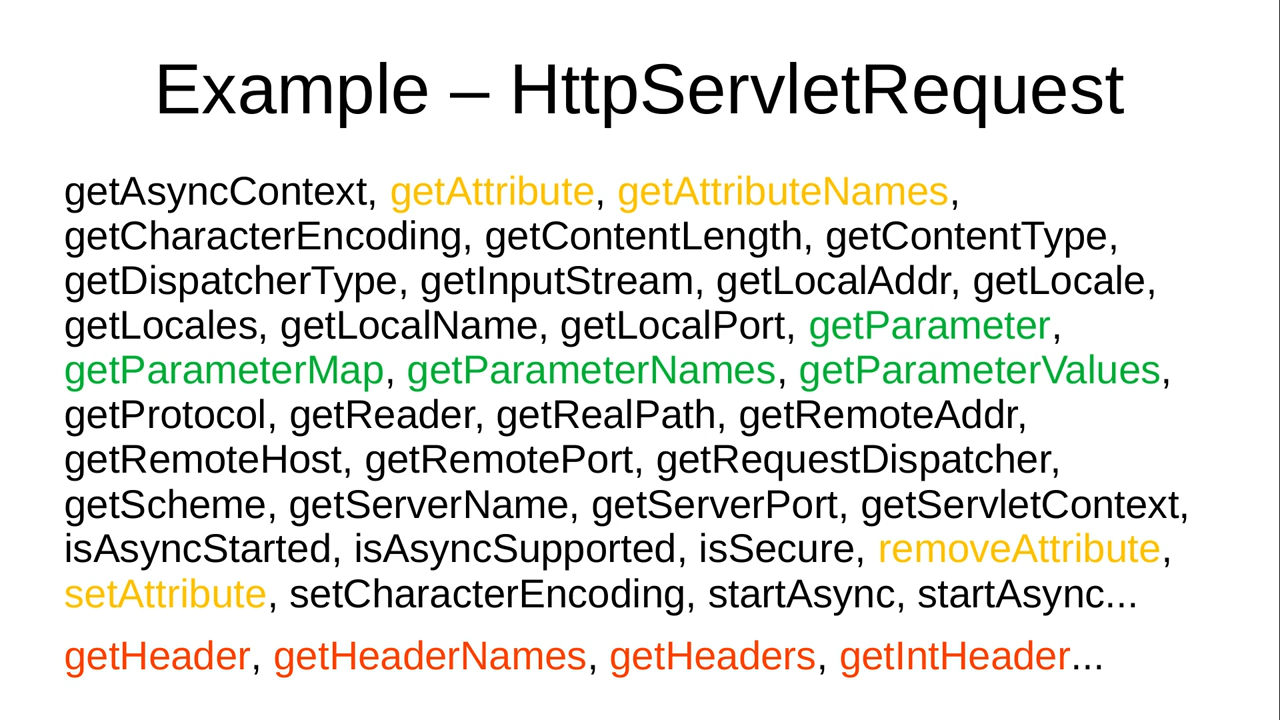 Example – HttpServletRequest
getAsyncContext, getAttribute, getAttributeNames,
getCharacterEncoding, getContentLength, getContentType,
getDispatcherType, getInputStream, getLocalAddr, getLocale,
getLocales, getLocalName, getLocalPort, getParameter,
getParameterMap, getParameterNames, getParameterValues,
getProtocol, getReader, getRealPath, getRemoteAddr,
getRemoteHost, getRemotePort, getRequestDispatcher,
getScheme, getServerName, getServerPort, getServletContext,
isAsyncStarted, isAsyncSupported, isSecure, removeAttribute,
setAttribute, setCharacterEncoding, startAsync, startAsync...
getHeader, getHeaderNames, getHeaders, getIntHeader...